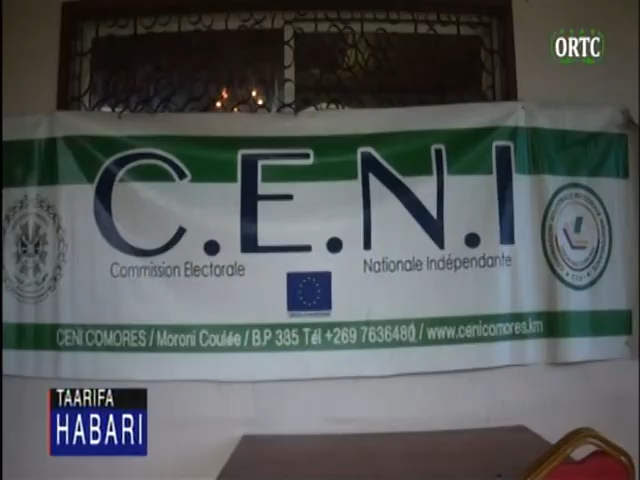 ORTC
C.E.N.I
Commission Electorale Nationale Indépendante
CENI COMORES / Moroni Coulée / B.P 335 Tél +269 7636480 / www.cenicomores.km
TAARIFA
HABARI